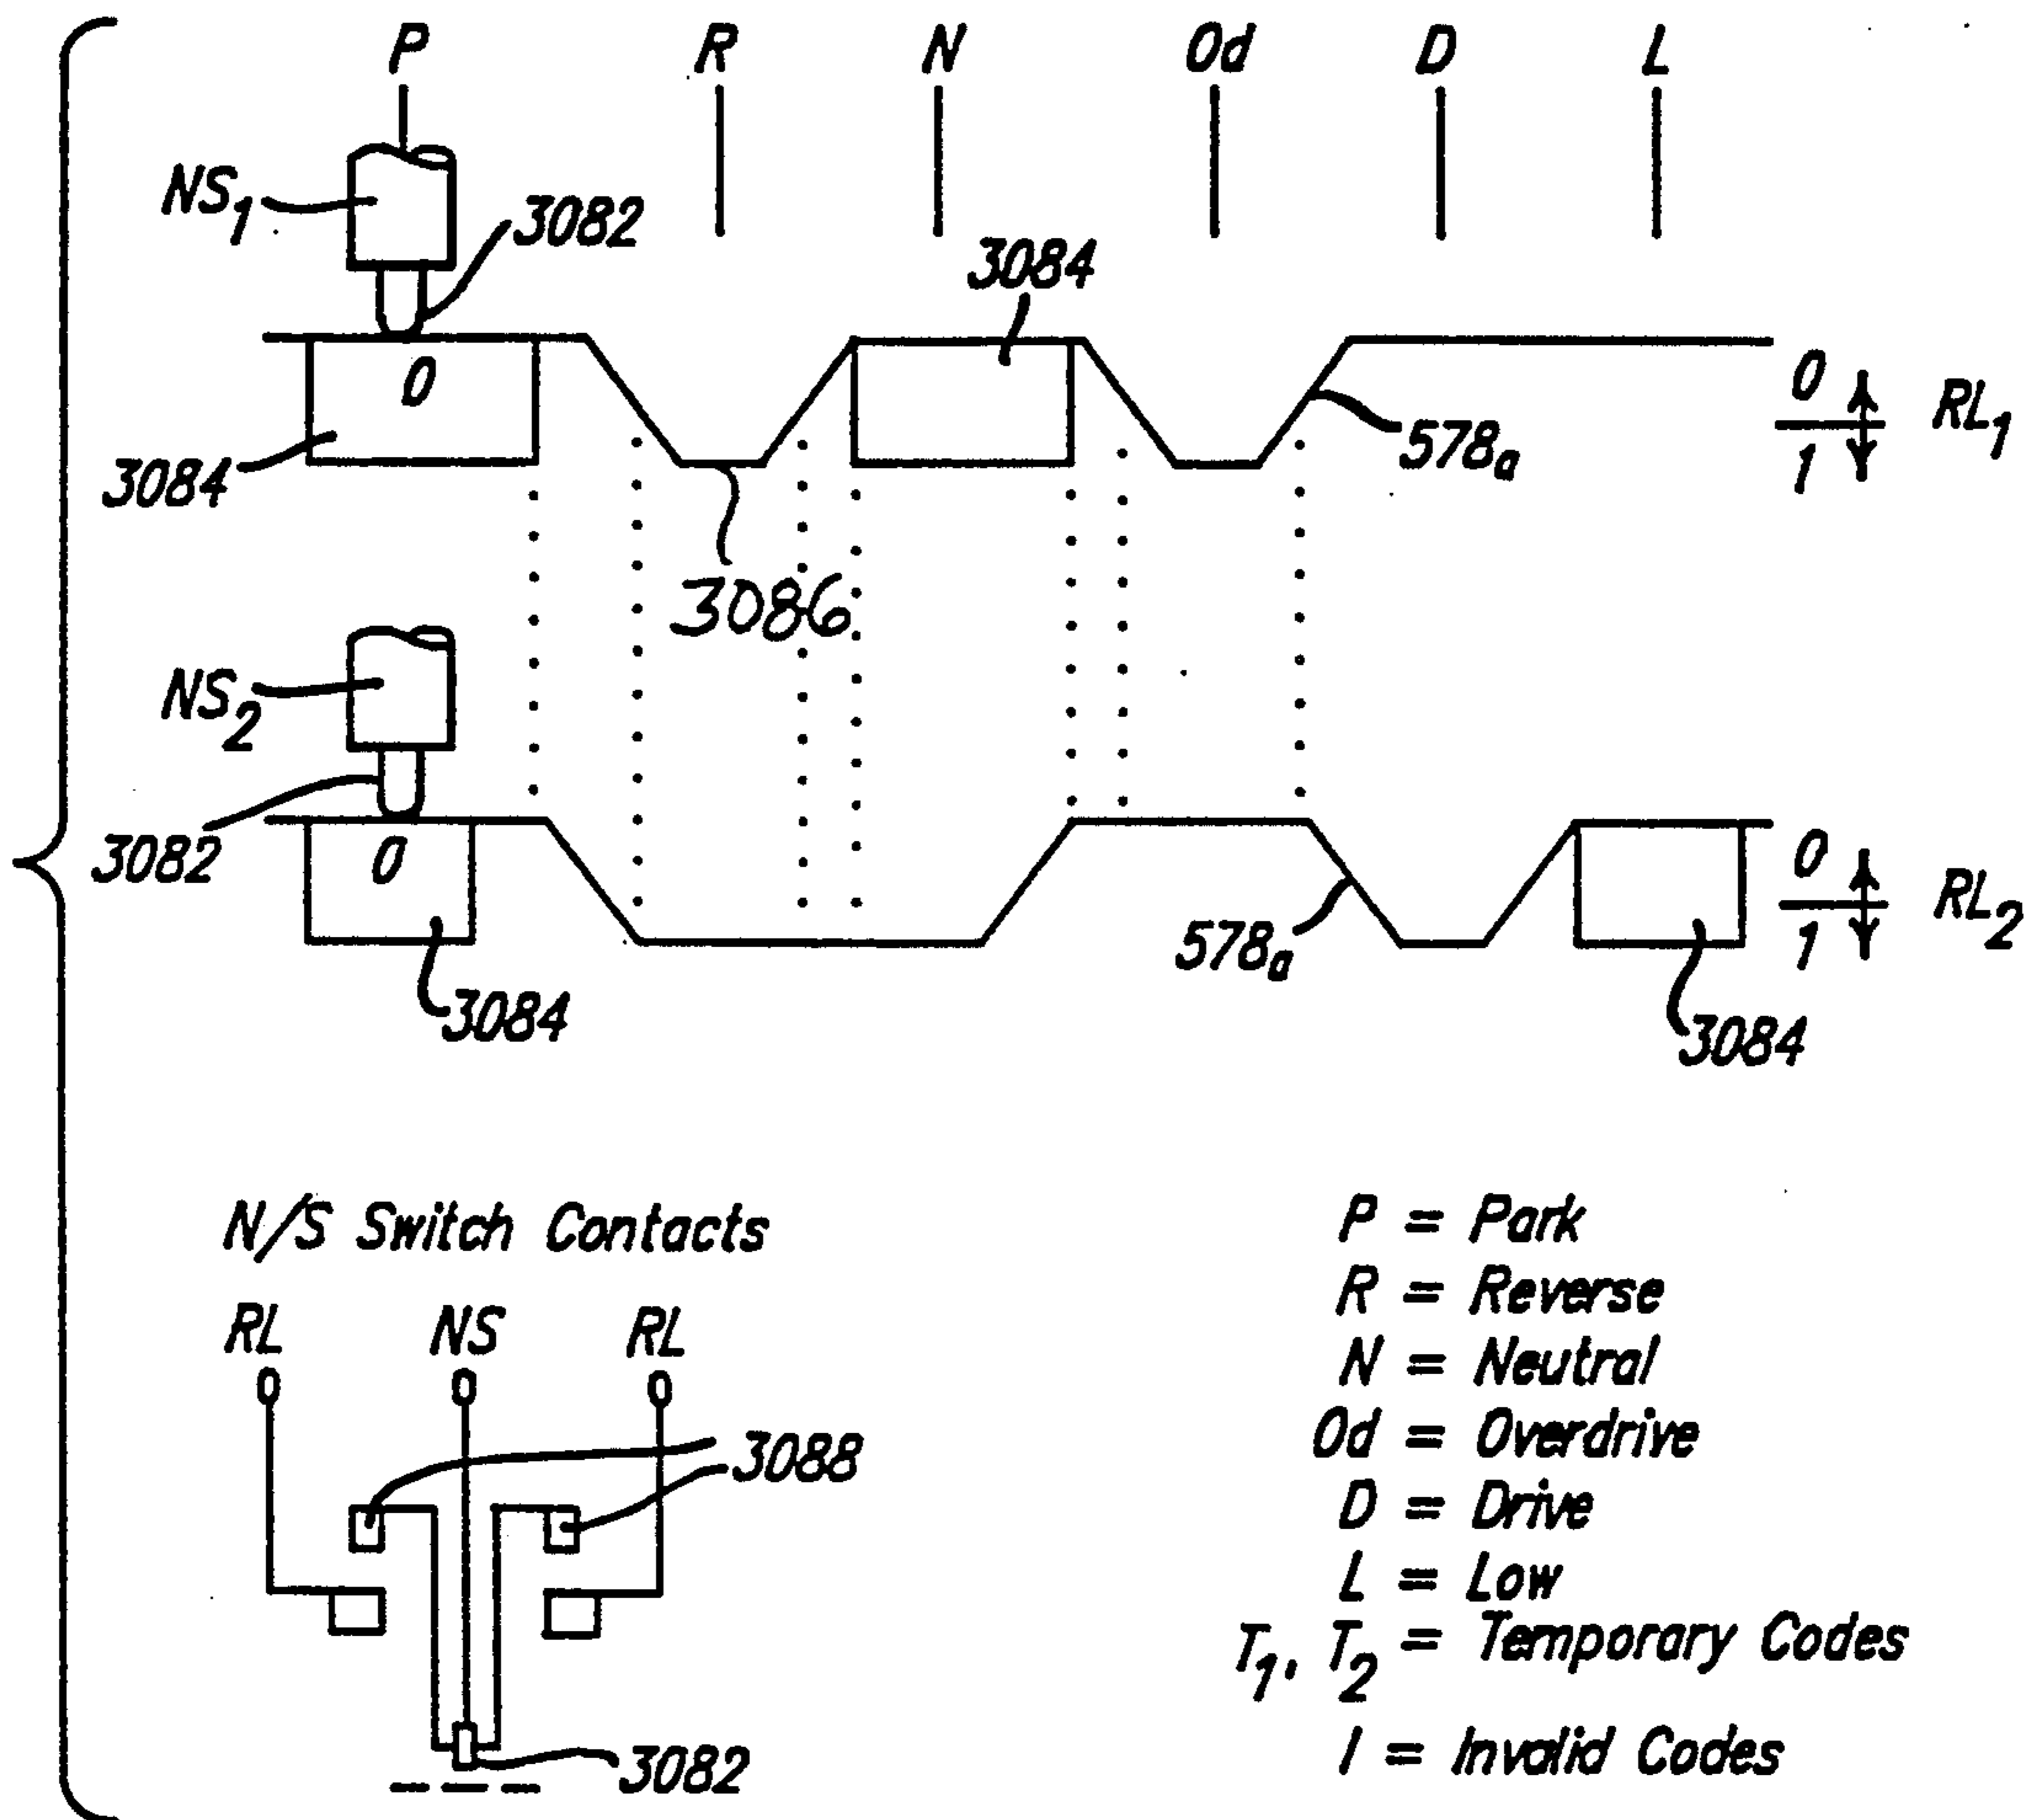 P R N Od D L
NS1
3082
3084
0
3084
578a
0
1
RL1
3086
NS2
3082
0
3084
578a
3084
0
1
RL2
N/S Switch Contacts
RL NS RL
3088
3082
P = Park
R = Reverse
N = Neutral
Od = Overdrive
D = Drive
L = Low
T1, T2 = Temporary Codes
I = Invalid Codes